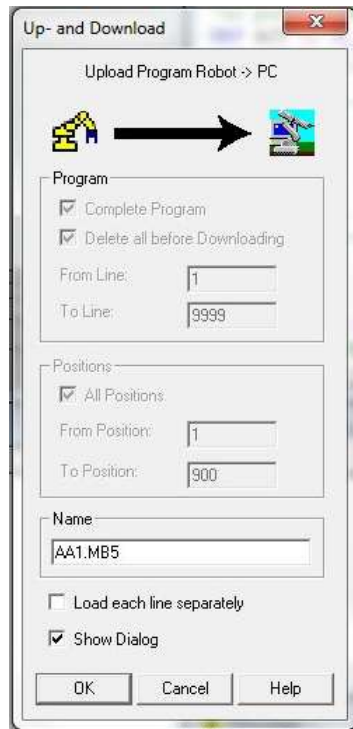 Up- and Download
Upload Program Robot -> PC
Program
Complete Program
Delete all before Downloading
From Line: 1
To Line: 9999
Positions
All Positions
From Position: 1
To Position: 900
Name
AA1.MB5
Load each line separately
Show Dialog
OK Cancel Help